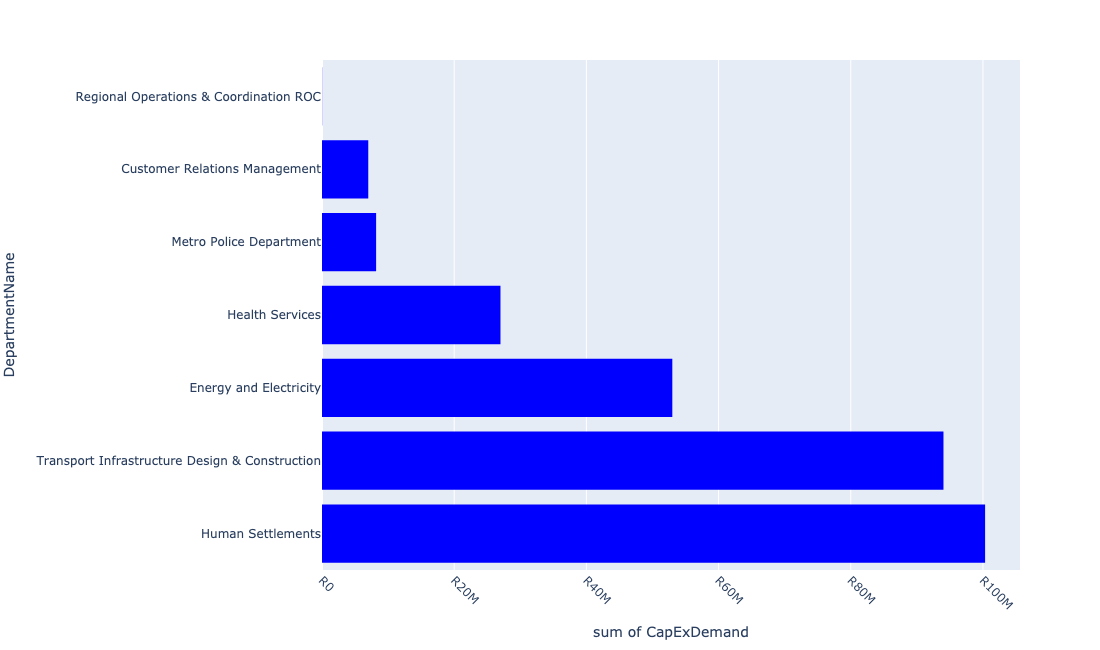 Regional Operations & Coordination ROC
Customer Relations Management
Metro Police Department
Health Services
Energy and Electricity
Transport Infrastructure Design & Construction
Human Settlements
DepartmentName
R0
R20M
R40M
R60M
R80M
R100M
sum of CapExDemand